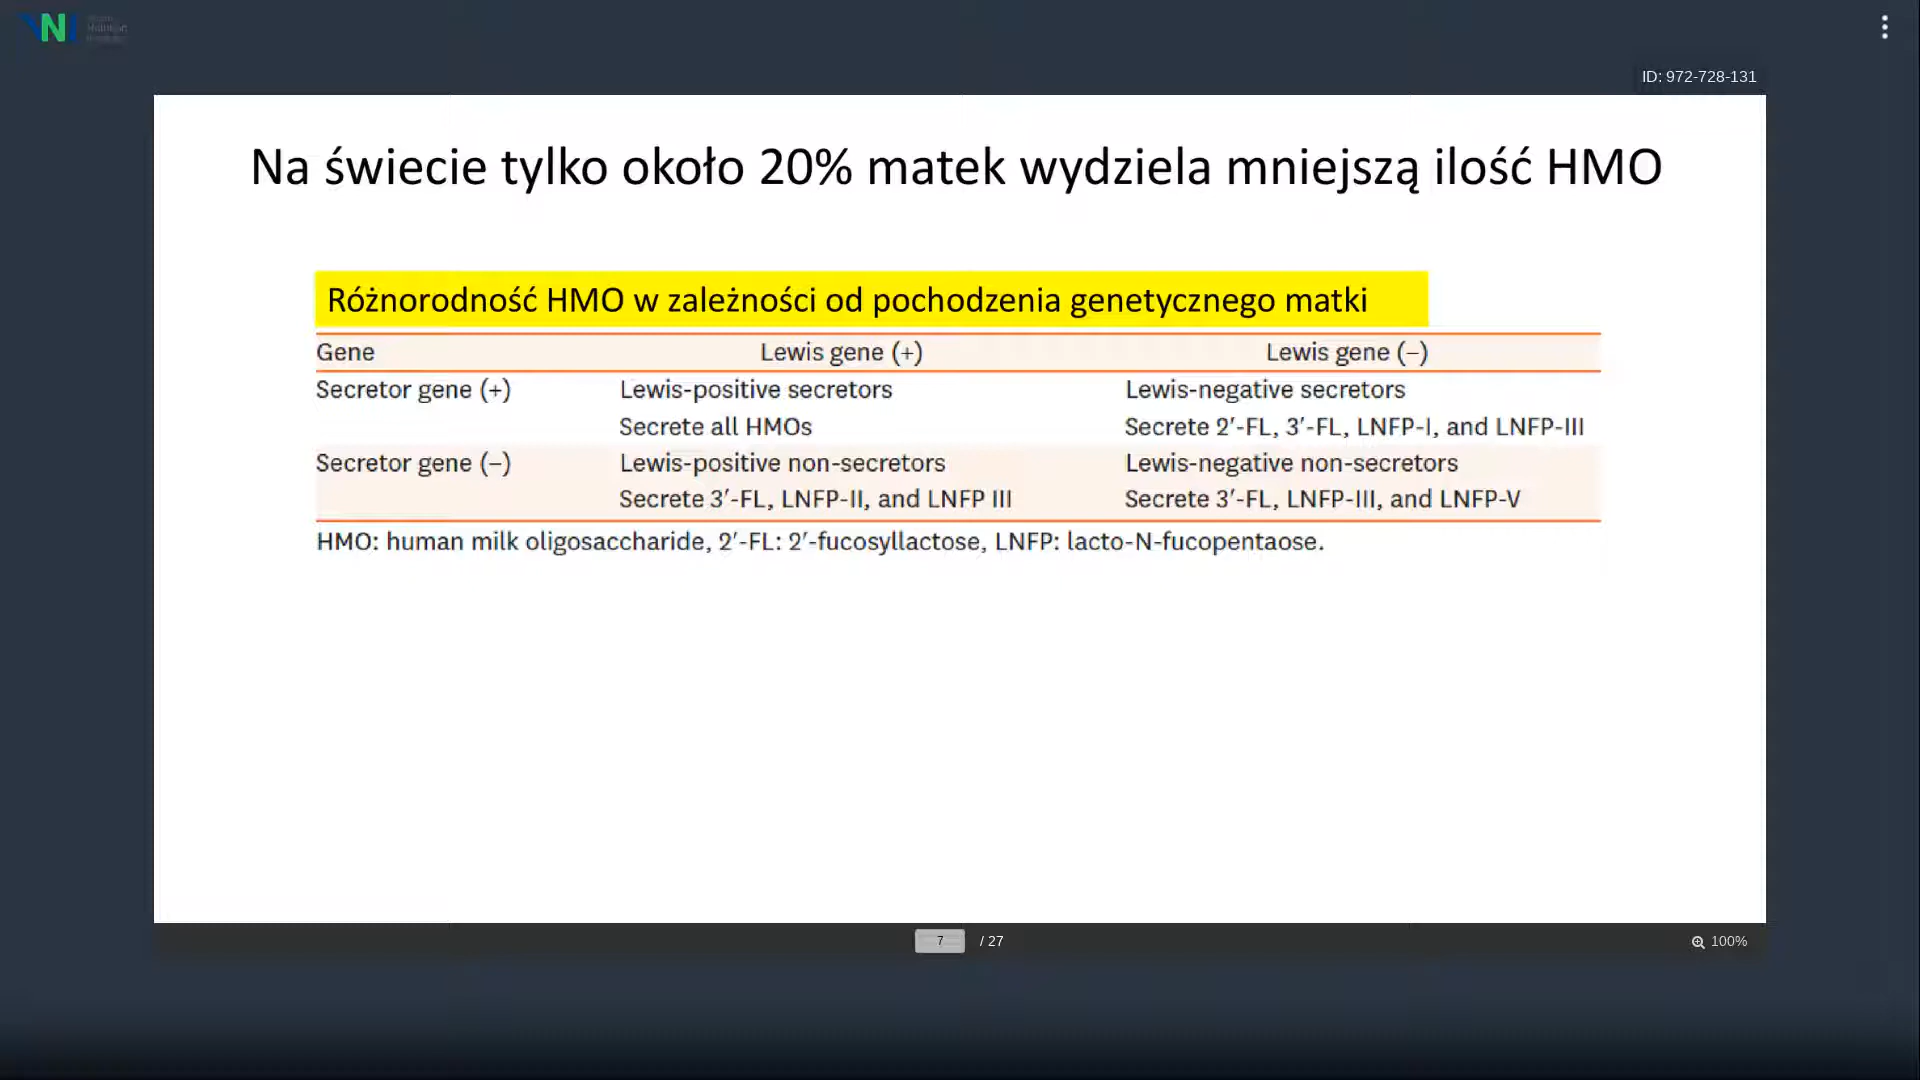 ID: 972-728-131
Na świecie tylko około 20% matek wydziela mniejszą ilość HMO
Różnorodność HMO w zależności od pochodzenia genetycznego matki
Gene Lewis gene (+) Lewis gene (–)
Secretor gene (+) Lewis-positive secretors Lewis-negative secretors
Secrete all HMOs Secrete 2′-FL, 3′-FL, LNFP-I, and LNFP-III
Secretor gene (–) Lewis-positive non-secretors Lewis-negative non-secretors
Secrete 3′-FL, LNFP-II, and LNFP III Secrete 3′-FL, LNFP-III, and LNFP-V
HMO: human milk oligosaccharide, 2′-FL: 2′-fucosyllactose, LNFP: lacto-N-fucopentaose.
7 / 27 100%